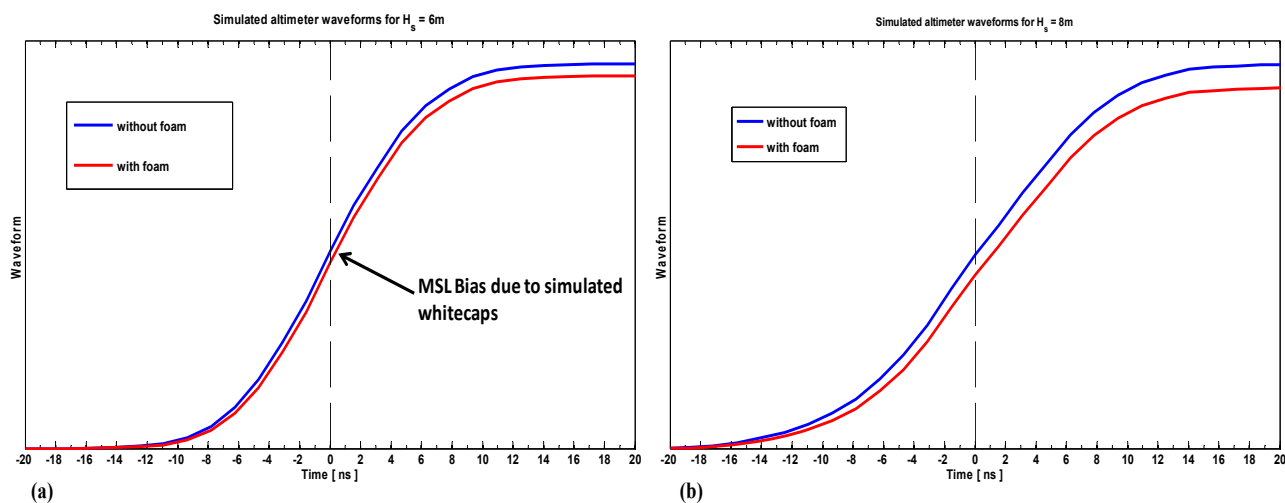 Simulated altimeter waveforms for H_s = 6m
Waveform
without foam
with foam
MSL Bias due to simulated
whitecaps
-20 -18 -16 -14 -12 -10 -8 -6 -4 -2 0 2 4 6 8 10 12 14 16 18 20
Time [ ns ]
(a)
Simulated altimeter waveforms for H_s = 8m
Waveform
without foam
with foam
-20 -18 -16 -14 -12 -10 -8 -6 -4 -2 0 2 4 6 8 10 12 14 16 18 20
Time [ ns ]
(b)